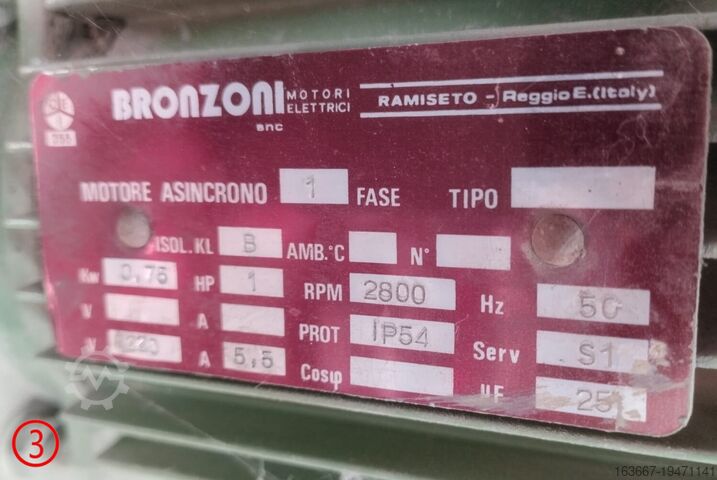 BRONZONI MOTORI ELETTRICI snc RAMISETO - Reggio E.(Italy)
MOTORE ASINCRONO 1 FASE TIPO
ISOL.KL B AMB.°C N°
Kw 0,75 HP 1 RPM 2800 Hz 50
V A PROT IP54 Serv S1
V 220 A 5,5 Cosφ 25
3
163667-19471141